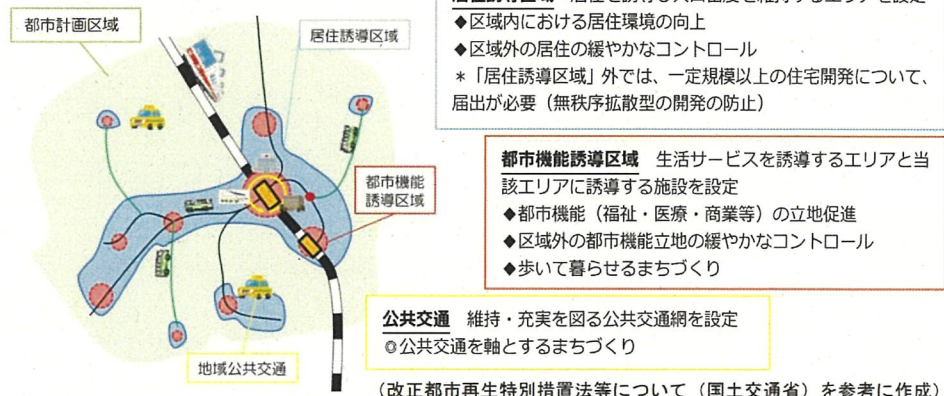 都市計画区域
居住誘導区域
都市機能
誘導区域
地域公共交通
◆区域内における居住環境の向上
◆区域外の居住の緩やかなコントロール
＊「居住誘導区域」外では、一定規模以上の住宅開発について、
届出が必要（無秩序拡散型の開発の防止）
都市機能誘導区域　生活サービスを誘導するエリアと当
該エリアに誘導する施設を設定
◆都市機能（福祉・医療・商業等）の立地促進
◆区域外の都市機能立地の緩やかなコントロール
◆歩いて暮らせるまちづくり
公共交通　維持・充実を図る公共交通網を設定
◎公共交通を軸とするまちづくり
（改正都市再生特別措置法等について（国土交通省）を参考に作成）